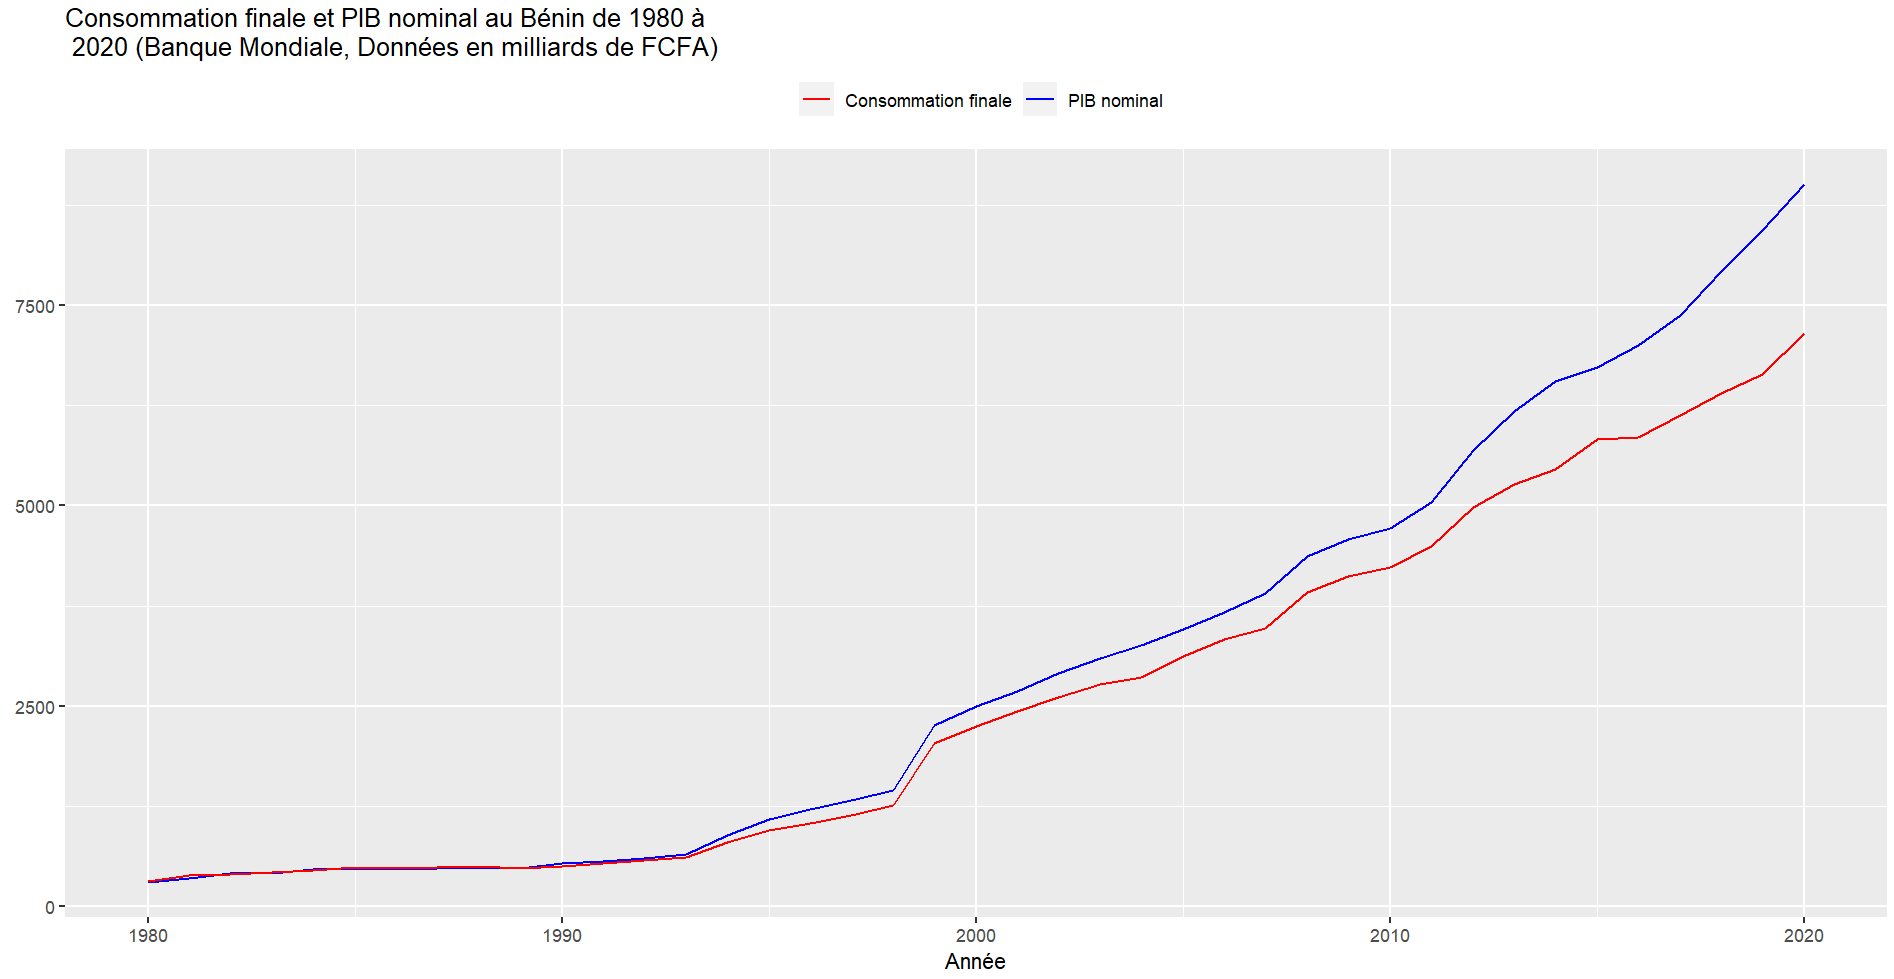 Consommation finale et PIB nominal au Bénin de 1980 à
2020 (Banque Mondiale, Données en milliards de FCFA)
Consommation finale PIB nominal
7500
5000
2500
0
1980 1990 2000 2010 2020
Année